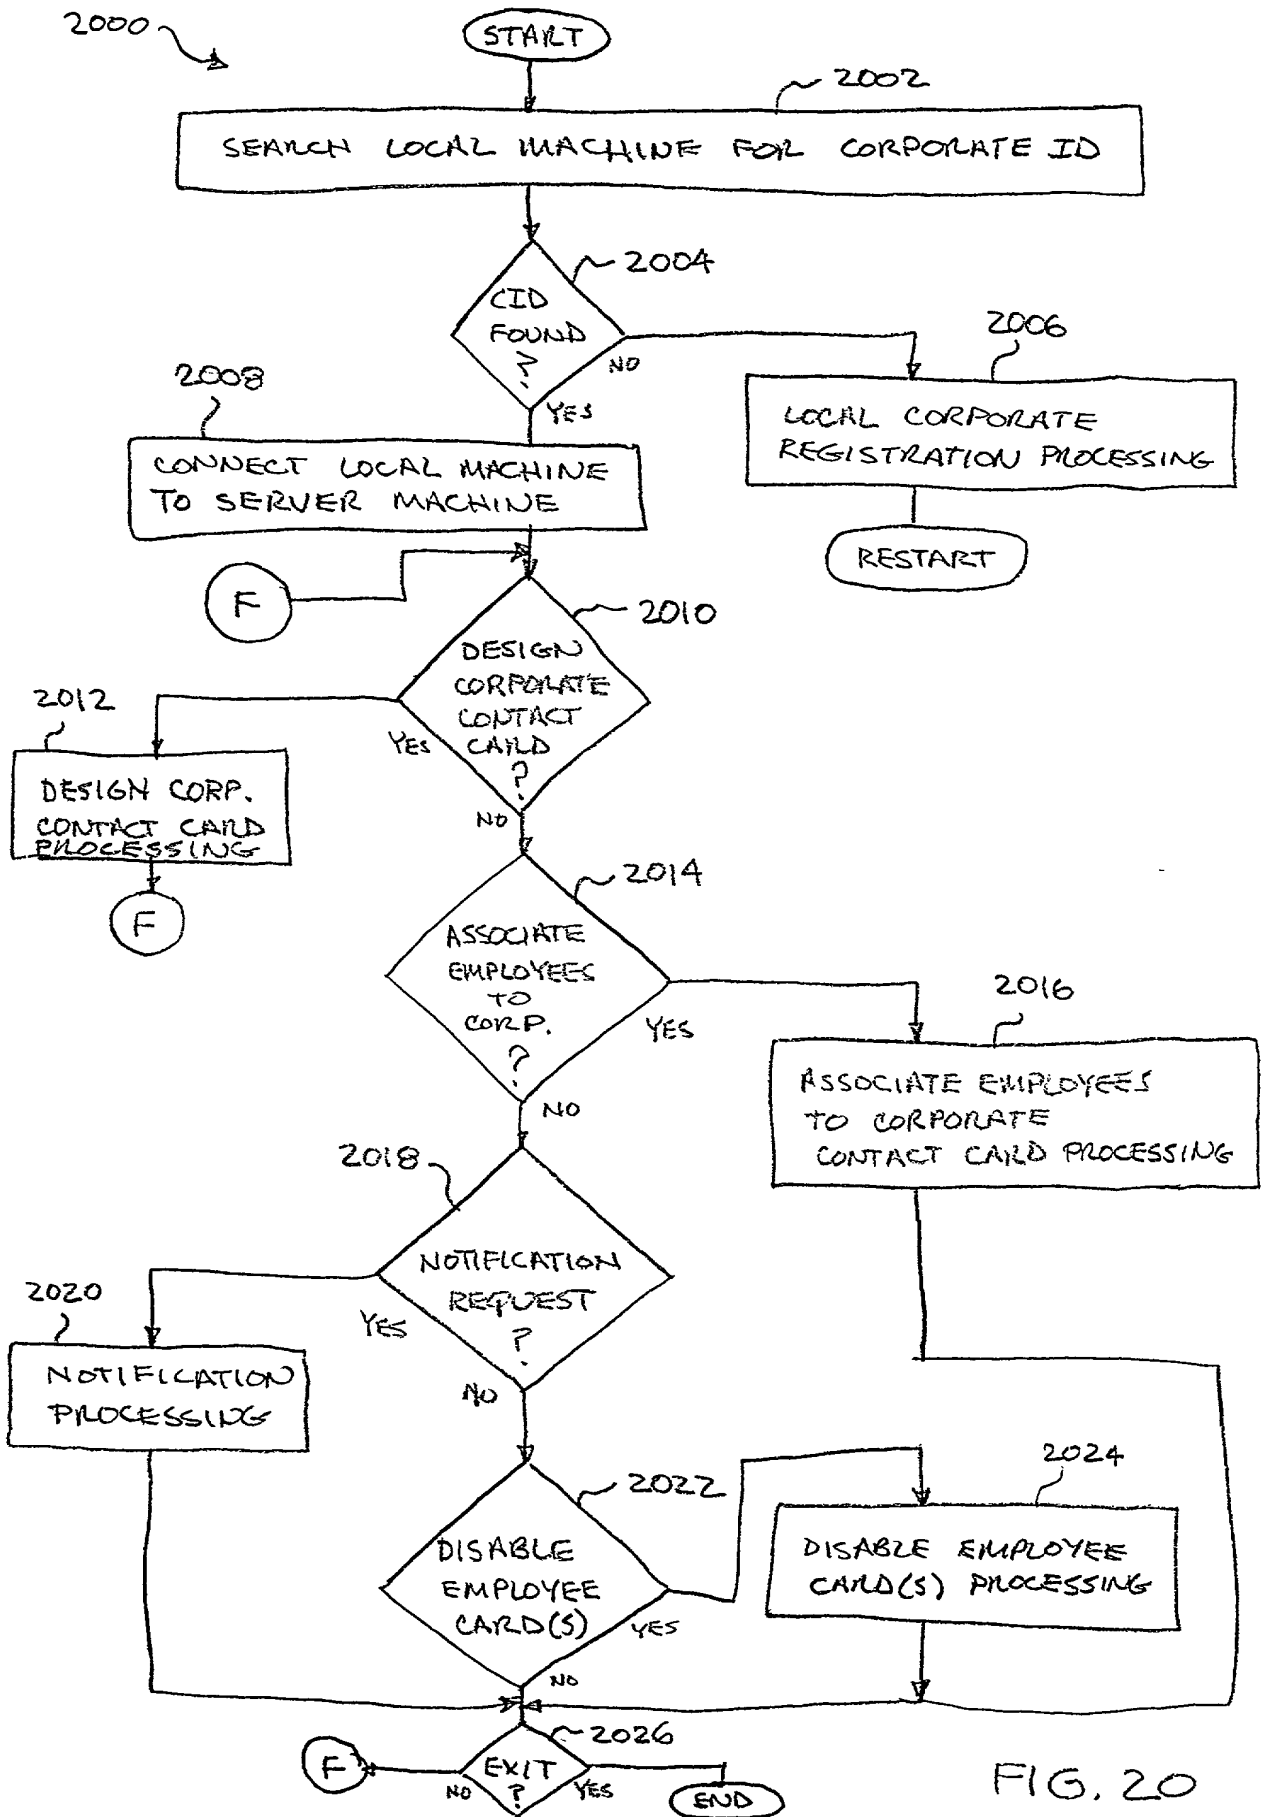 2000
START
2002
SEARCH LOCAL MACHINE FOR CORPORATE ID
2004
CID
FOUND
?
NO
YES
2006
LOCAL CORPORATE
REGISTRATION PROCESSING
RESTART
2008
CONNECT LOCAL MACHINE
TO SERVER MACHINE
F
2010
DESIGN
CORPORATE
CONTACT
CARD
?
YES
NO
2012
DESIGN CORP.
CONTACT CARD
PROCESSING
F
2014
ASSOCIATE
EMPLOYEES
TO
CORP.
?
YES
NO
2016
ASSOCIATE EMPLOYEES
TO CORPORATE
CONTACT CARD PROCESSING
2018
NOTIFICATION
REQUEST
?
YES
NO
2020
NOTIFICATION
PROCESSING
2022
DISABLE
EMPLOYEE
CARD(S)
YES
NO
2024
DISABLE EMPLOYEE
CARD(S) PROCESSING
2026
EXIT
?
NO
YES
F
END
FIG. 20